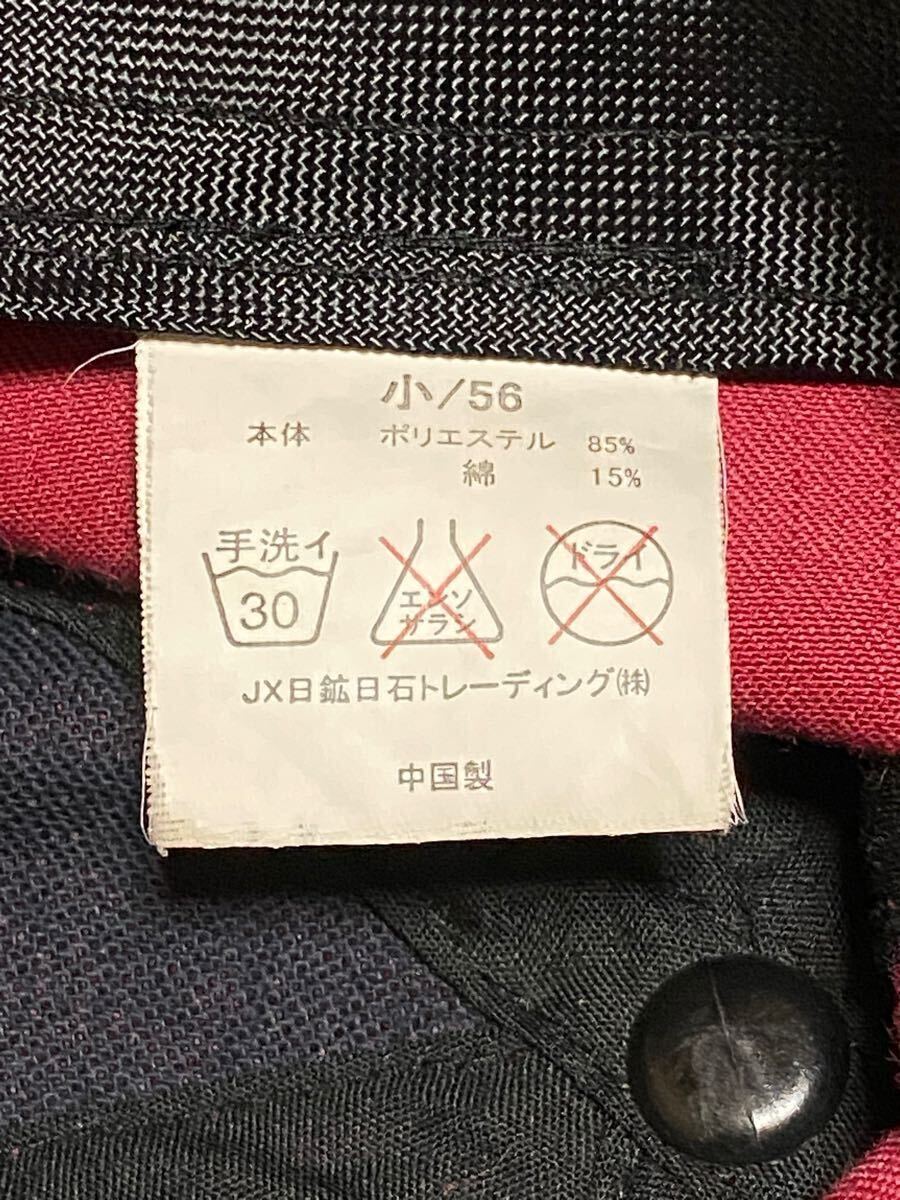 小/56
本体 ポリエステル 85%
綿 15%
手洗イ
30
エンソ
サラシ
ドライ
JX日鉱日石トレーディング㈱
中国製